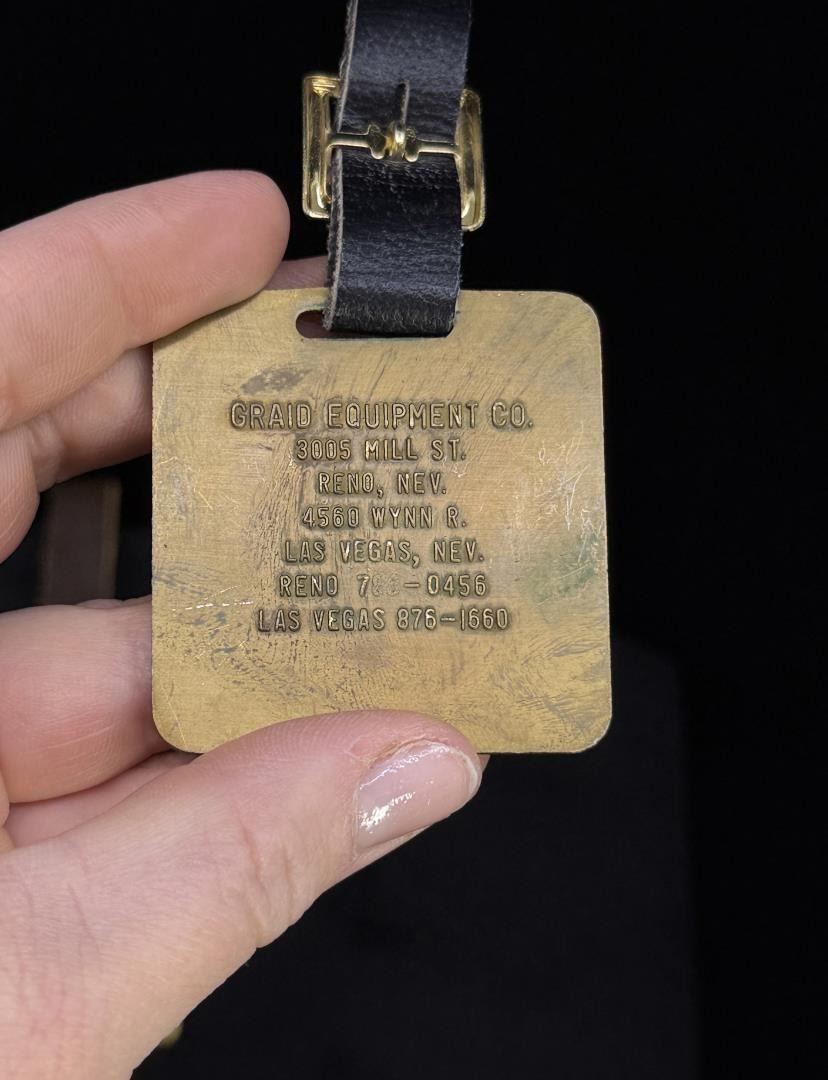 GRAID EQUIPMENT CO.
3005 MILL ST.
RENO, NEV.
4560 WYNN R.
LAS VEGAS, NEV.
RENO
LAS VEGAS 876-1660